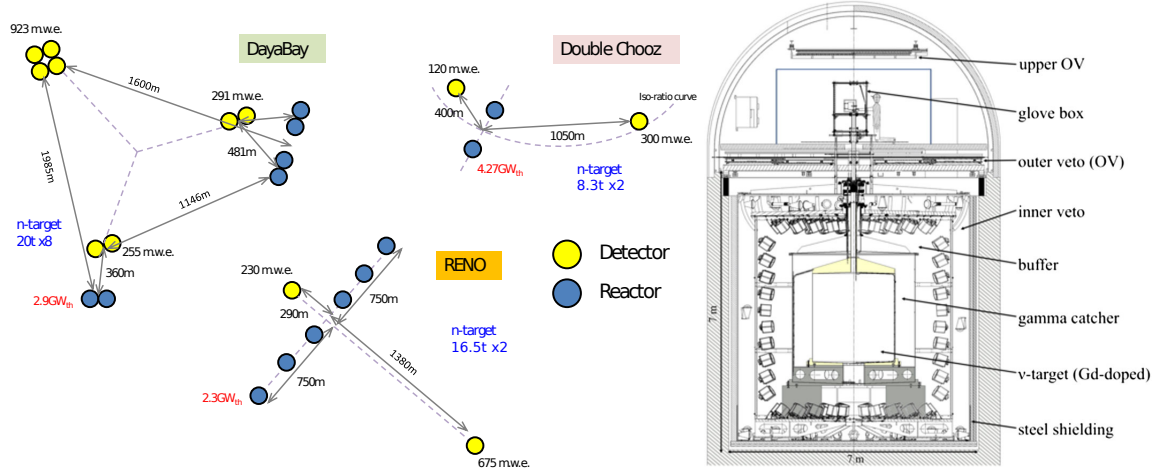 923 m.w.e.
DayaBay
1600m
291 m.w.e.
481m
1985m
1146m
n-target
20t x8
255 m.w.e.
360m
2.9GWth
Double Chooz
120 m.w.e.
400m
Iso-ratio curve
1050m
300 m.w.e.
4.27GWth
n-target
8.3t x2
RENO
230 m.w.e.
290m
750m
n-target
16.5t x2
1380m
750m
2.3GWth
675 m.w.e.
Detector
Reactor
upper OV
glove box
outer veto (OV)
inner veto
buffer
gamma catcher
ν-target (Gd-doped)
steel shielding
7 m
7 m